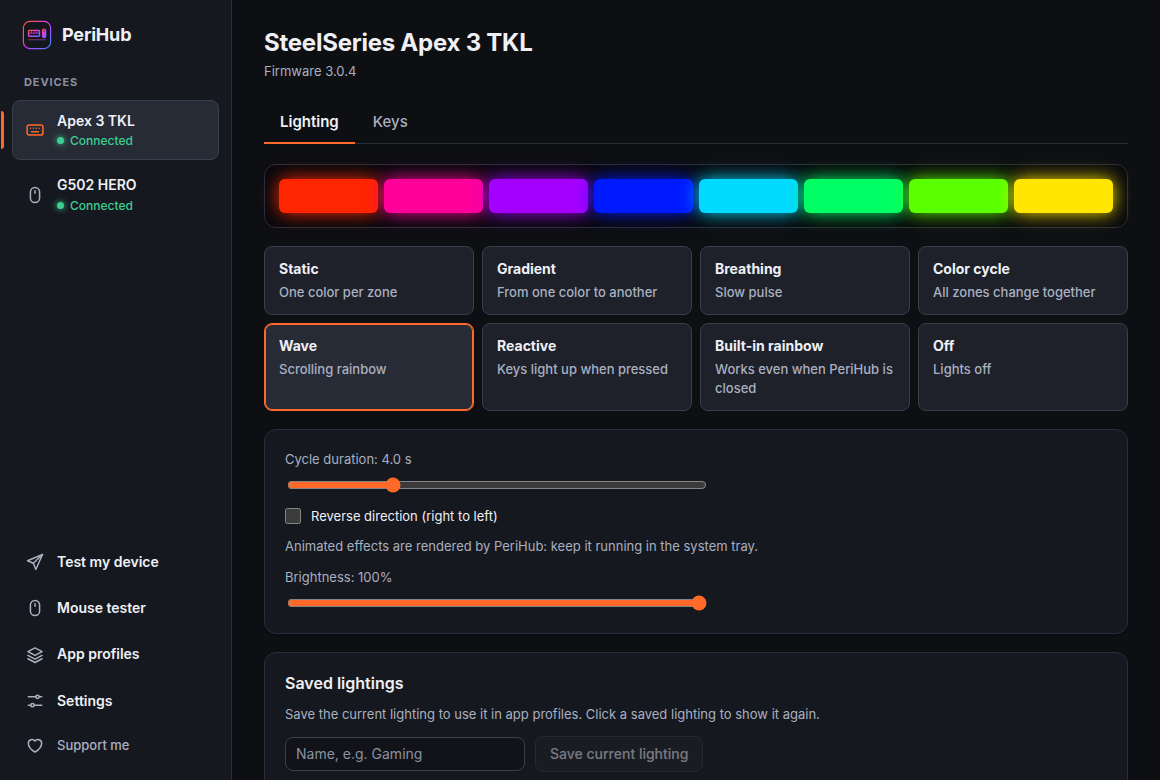 PeriHub
DEVICES
Apex 3 TKL
Connected
G502 HERO
Connected
Test my device
Mouse tester
App profiles
Settings
Support me
SteelSeries Apex 3 TKL
Firmware 3.0.4
Lighting
Keys
Static
One color per zone
Gradient
From one color to another
Breathing
Slow pulse
Color cycle
All zones change together
Wave
Scrolling rainbow
Reactive
Keys light up when pressed
Built-in rainbow
Works even when PeriHub is
closed
Off
Lights off
Cycle duration: 4.0 s
Reverse direction (right to left)
Animated effects are rendered by PeriHub: keep it running in the system tray.
Brightness: 100%
Saved lightings
Save the current lighting to use it in app profiles. Click a saved lighting to show it again.
Name, e.g. Gaming
Save current lighting